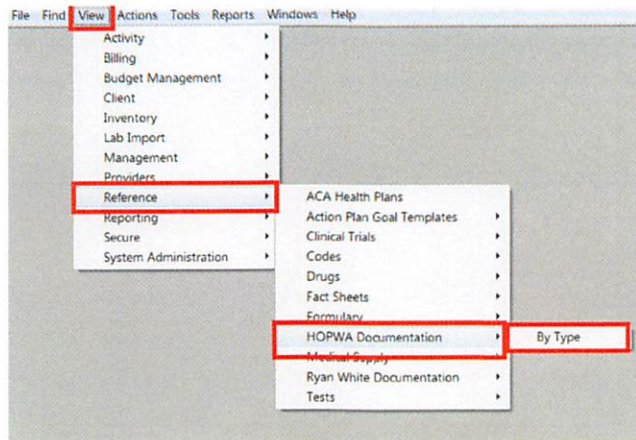 File Find View Actions Tools Reports Windows Help
Activity
Billing
Budget Management
Client
Inventory
Lab Import
Management
Providers
Reference
Reporting
Secure
System Administration
ACA Health Plans
Action Plan Goal Templates
Clinical Trials
Codes
Drugs
Fact Sheets
Formulary
HOPWA Documentation
Medical Supply
Ryan White Documentation
Tests
By Type